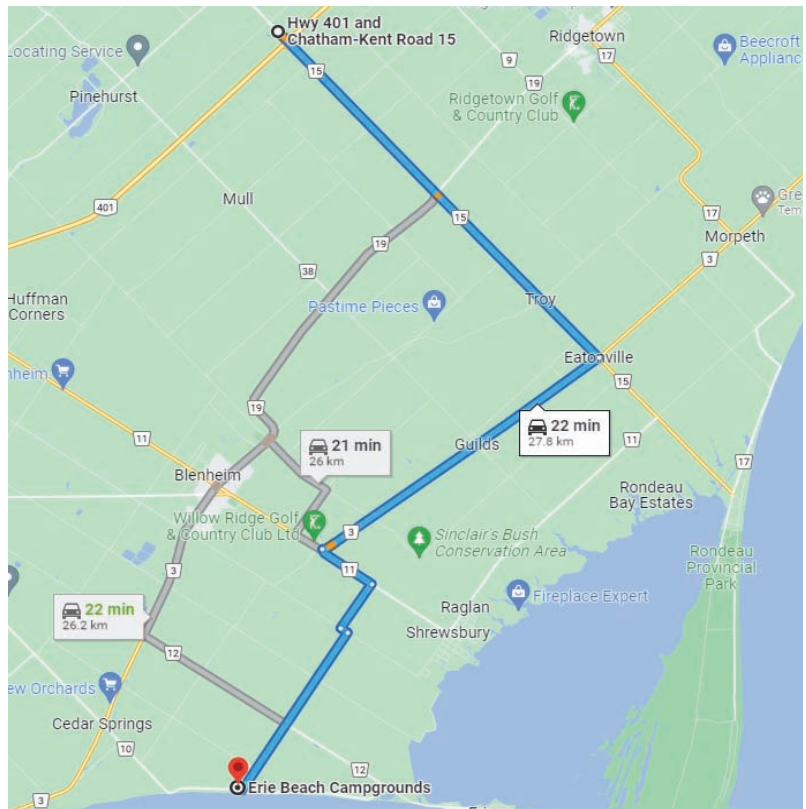 Hwy 401 and
Chatham-Kent Road 15
Ridgetown
Beecroft
Applianc
Locating Service
15
9
19
Pinehurst
Ridgetown Golf
& Country Club
401
Mull
15
17
Gre
Tem
Morpeth
19
3
38
Huffman
Corners
Pastime Pieces
Troy
Eatonville
nheim
15
19
11
21 min
26 km
22 min
27.8 km
11
Guilds
17
Blenheim
Rondeau
Bay Estates
Willow Ridge Golf
& Country Club Ltd
3
Sinclair's Bush
Conservation Area
Rondeau
Provincial
Park
3
11
22 min
26.2 km
Raglan
Fireplace Expert
Shrewsbury
12
ew Orchards
Cedar Springs
10
12
Erie Beach Campgrounds
3